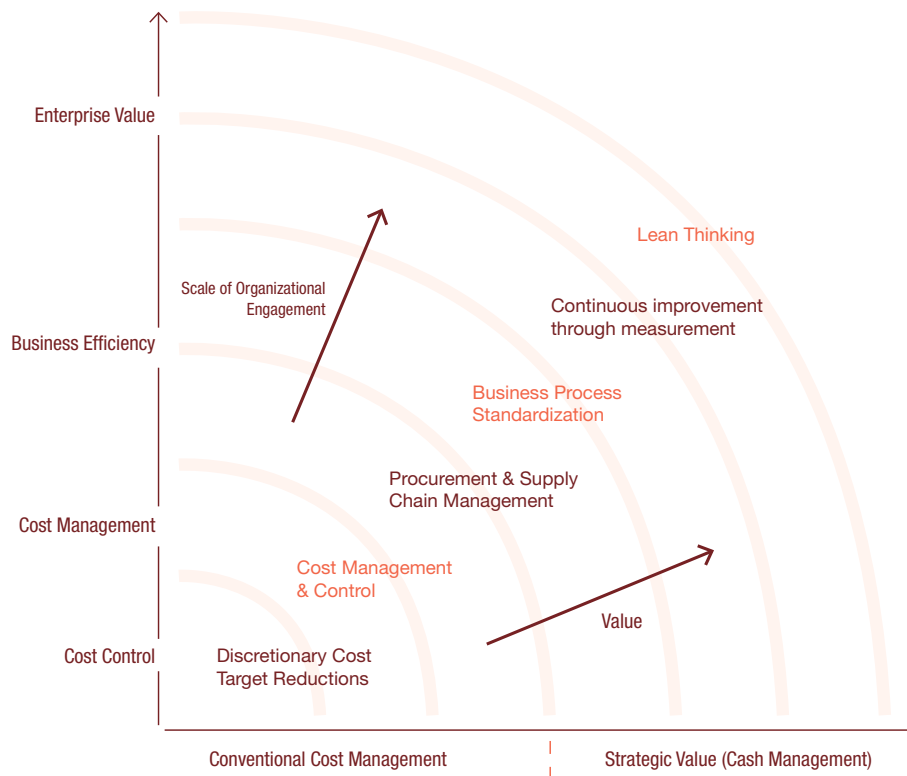 Enterprise Value
Lean Thinking
Scale of Organizational
Engagement
Continuous improvement
through measurement
Business Efficiency
Business Process
Standardization
Procurement & Supply
Chain Management
Cost Management
Cost Management
& Control
Value
Cost Control
Discretionary Cost
Target Reductions
Conventional Cost Management
Strategic Value (Cash Management)